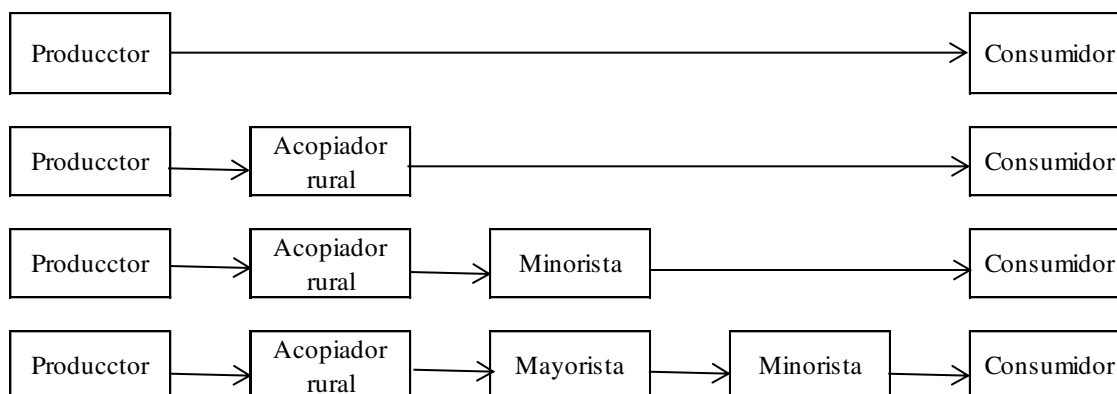 Producctor
Consumidor
Producctor
Acopiador
rural
Consumidor
Producctor
Acopiador
rural
Minorista
Consumidor
Producctor
Acopiador
rural
Mayorista
Minorista
Consumidor